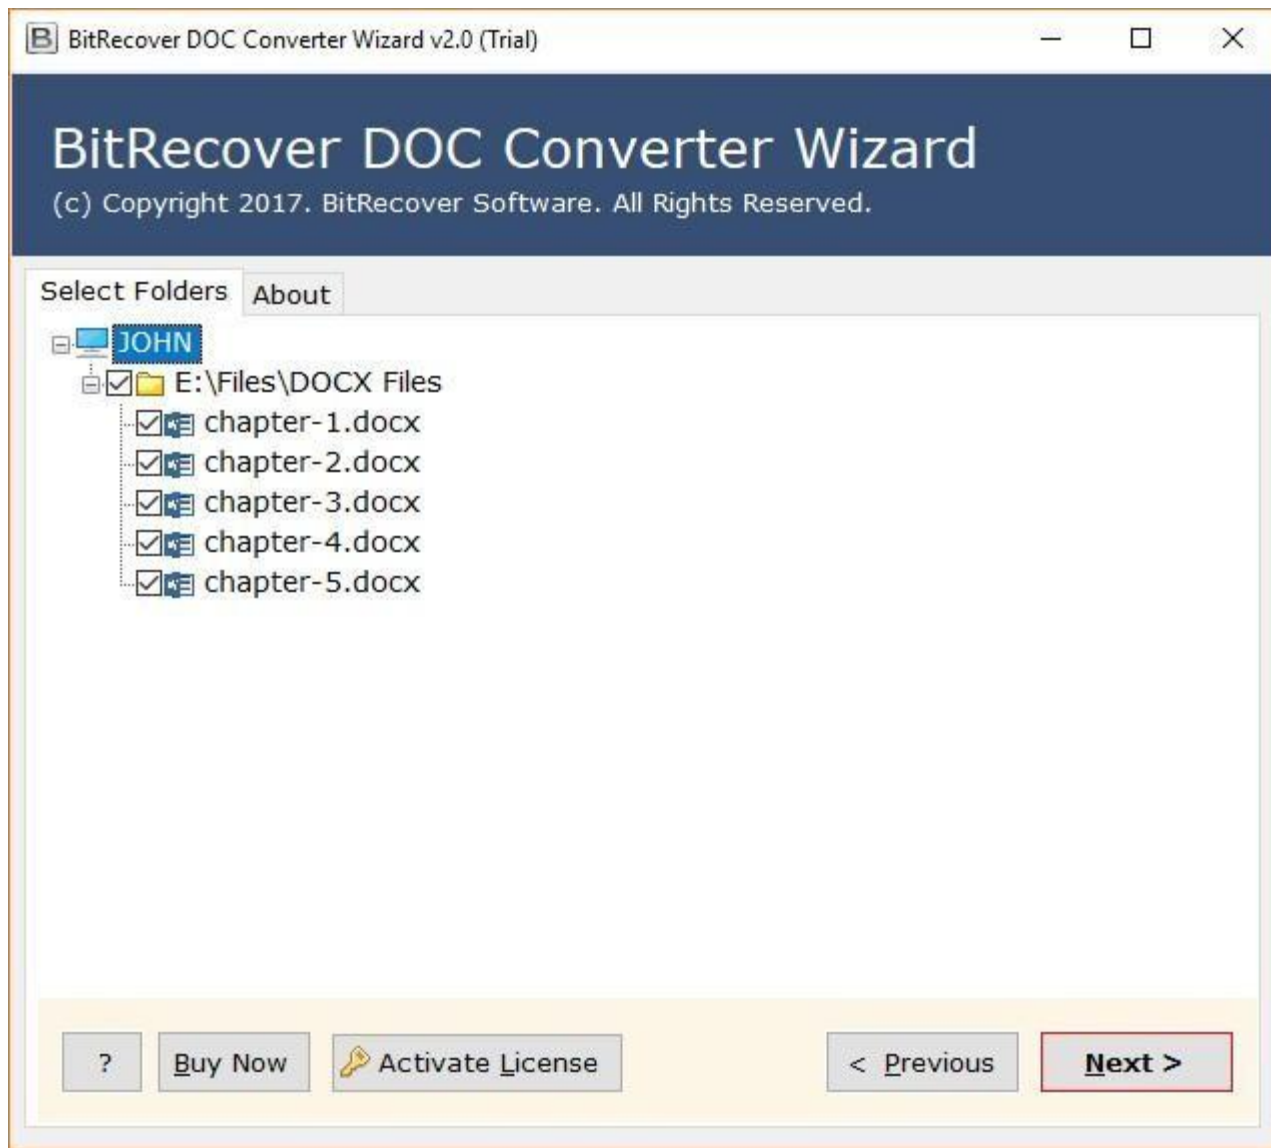 BitRecover DOC Converter Wizard v2.0 (Trial)
BitRecover DOC Converter Wizard
(c) Copyright 2017. BitRecover Software. All Rights Reserved.
Select Folders About
JOHN
E:\Files\DOCX Files
chapter-1.docx
chapter-2.docx
chapter-3.docx
chapter-4.docx
chapter-5.docx
? Buy Now Activate License < Previous Next >